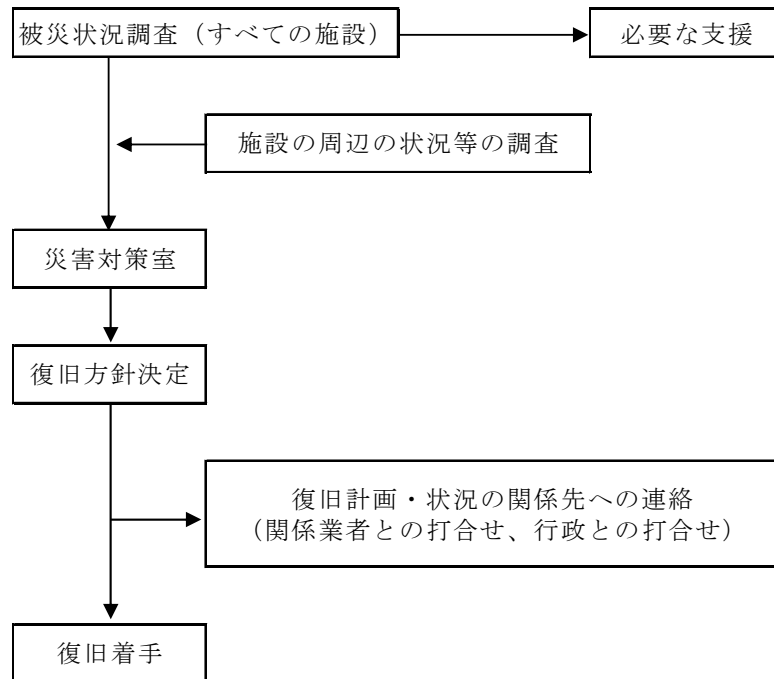 被災状況調査（すべての施設）
必要な支援
施設の周辺の状況等の調査
災害対策室
復旧方針決定
復旧計画・状況の関係先への連絡
（関係業者との打合せ、行政との打合せ）
復旧着手